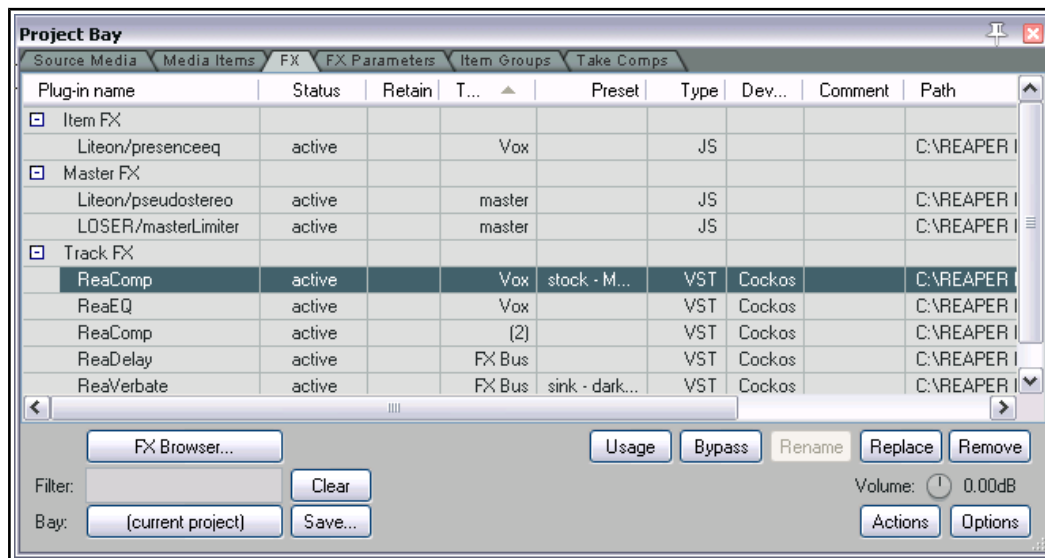 Project Bay
Source Media Media Items FX FX Parameters Item Groups Take Comps
Plug-in name Status Retain T... Preset Type Dev... Comment Path
Item FX
Liteon/presenceeq active Vox JS C:\REAPER
Master FX
Liteon/pseudostereo active master JS C:\REAPER
LOSER/masterLimiter active master JS C:\REAPER
Track FX
ReaComp active Vox stock - M... VST Cockos C:\REAPER
ReaEQ active Vox VST Cockos C:\REAPER
ReaComp active (2) VST Cockos C:\REAPER
ReaDelay active FX Bus VST Cockos C:\REAPER
ReaVerbate active FX Bus sink - dark... VST Cockos C:\REAPER
FX Browser... Usage Bypass Rename Replace Remove
Filter: Clear Volume: 0.00dB
Bay: (current project) Save... Actions Options